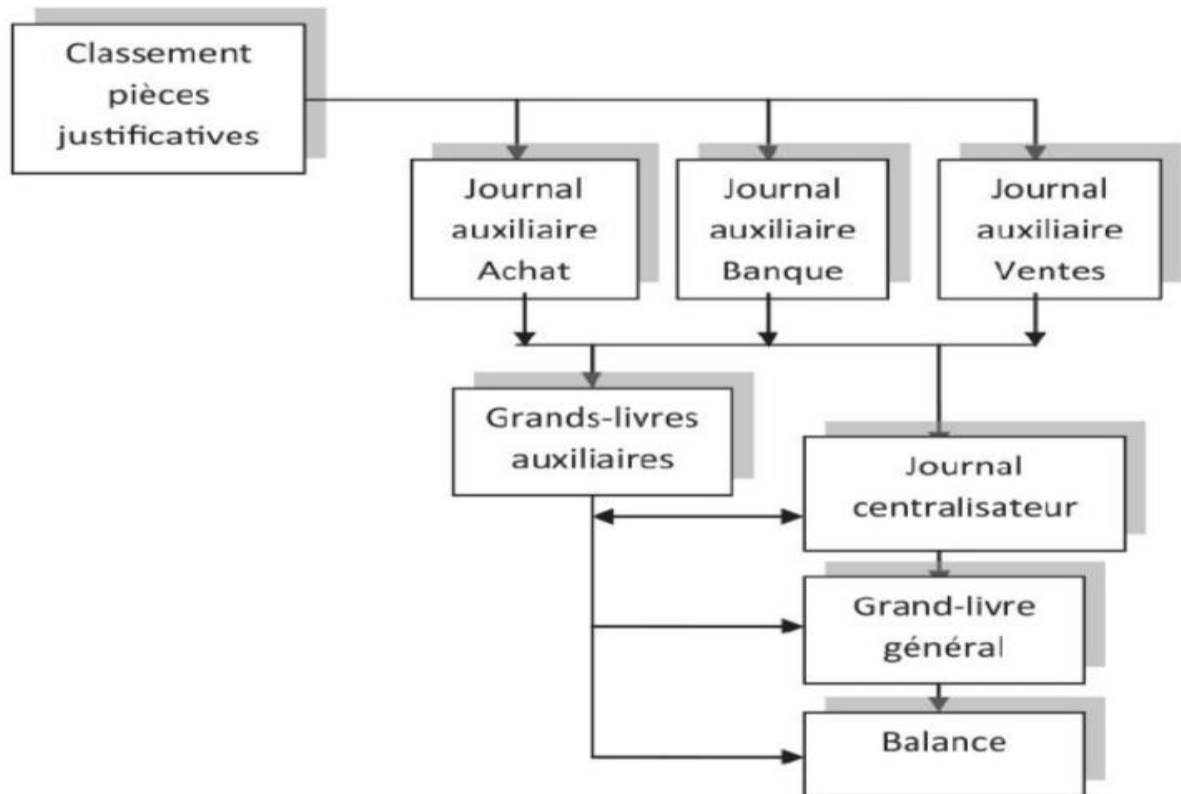 Classement
pièces
justificatives
Journal
auxiliaire
Achat
Journal
auxiliaire
Banque
Journal
auxiliaire
Ventes
Grands-livres
auxiliaires
Journal
centralisateur
Grand-livre
général
Balance